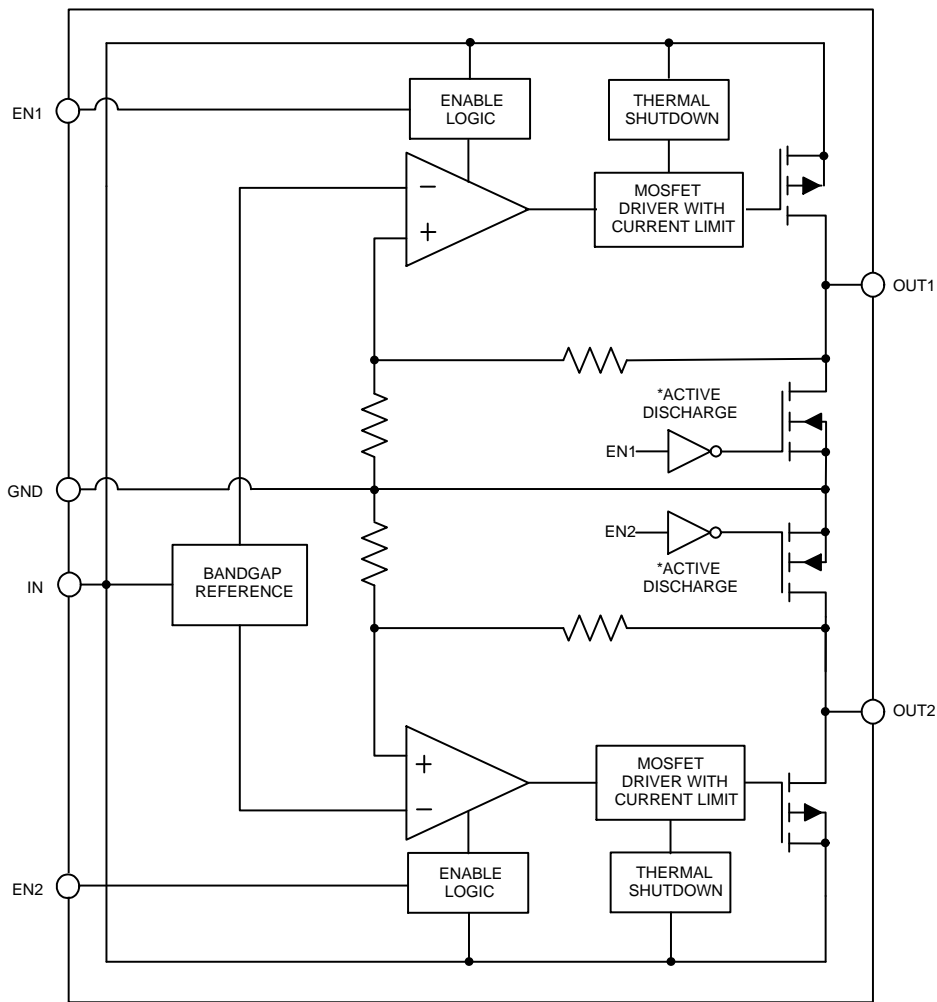 ENABLE
LOGIC
THERMAL
SHUTDOWN
EN1
−
+
MOSFET
DRIVER WITH
CURRENT LIMIT
OUT1
*ACTIVE
DISCHARGE
EN1
GND
EN2
*ACTIVE
DISCHARGE
IN
BANDGAP
REFERENCE
OUT2
+
−
MOSFET
DRIVER WITH
CURRENT LIMIT
EN2
ENABLE
LOGIC
THERMAL
SHUTDOWN